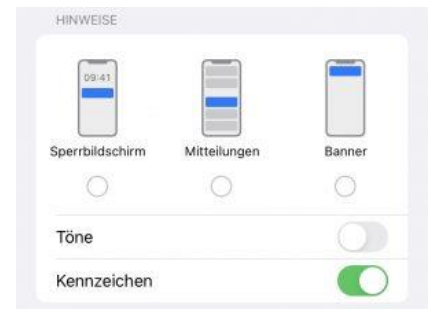 HINWEISE
09:41
Sperrbildschirm Mitteilungen Banner
Töne
Kennzeichen